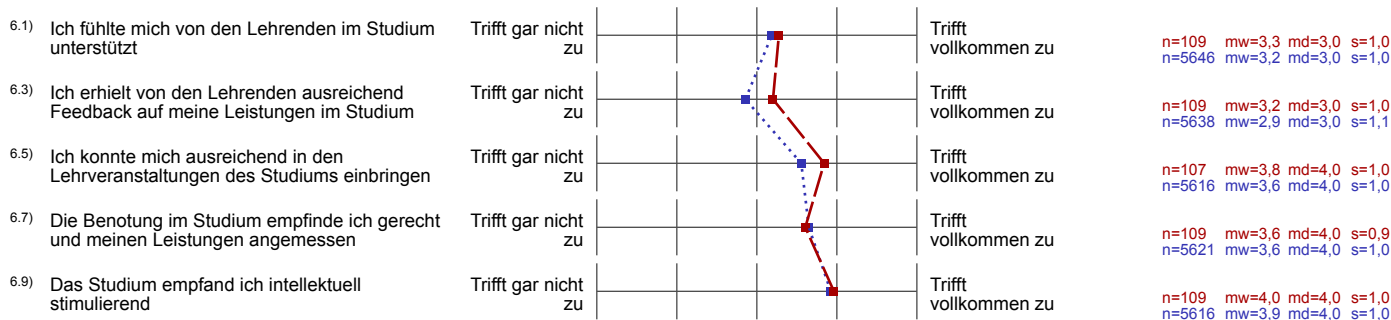 6.1) Ich fühlte mich von den Lehrenden im Studium
unterstützt
Trifft gar nicht
zu
Trifft
vollkommen zu
n=109 mw=3,3 md=3,0 s=1,0
n=5646 mw=3,2 md=3,0 s=1,0
6.3) Ich erhielt von den Lehrenden ausreichend
Feedback auf meine Leistungen im Studium
Trifft gar nicht
zu
Trifft
vollkommen zu
n=109 mw=3,2 md=3,0 s=1,0
n=5638 mw=2,9 md=3,0 s=1,1
6.5) Ich konnte mich ausreichend in den
Lehrveranstaltungen des Studiums einbringen
Trifft gar nicht
zu
Trifft
vollkommen zu
n=107 mw=3,8 md=4,0 s=1,0
n=5616 mw=3,6 md=4,0 s=1,0
6.7) Die Benotung im Studium empfinde ich gerecht
und meinen Leistungen angemessen
Trifft gar nicht
zu
Trifft
vollkommen zu
n=109 mw=3,6 md=4,0 s=0,9
n=5621 mw=3,6 md=4,0 s=1,0
6.9) Das Studium empfand ich intellektuell
stimulierend
Trifft gar nicht
zu
Trifft
vollkommen zu
n=109 mw=4,0 md=4,0 s=1,0
n=5616 mw=3,9 md=4,0 s=1,0